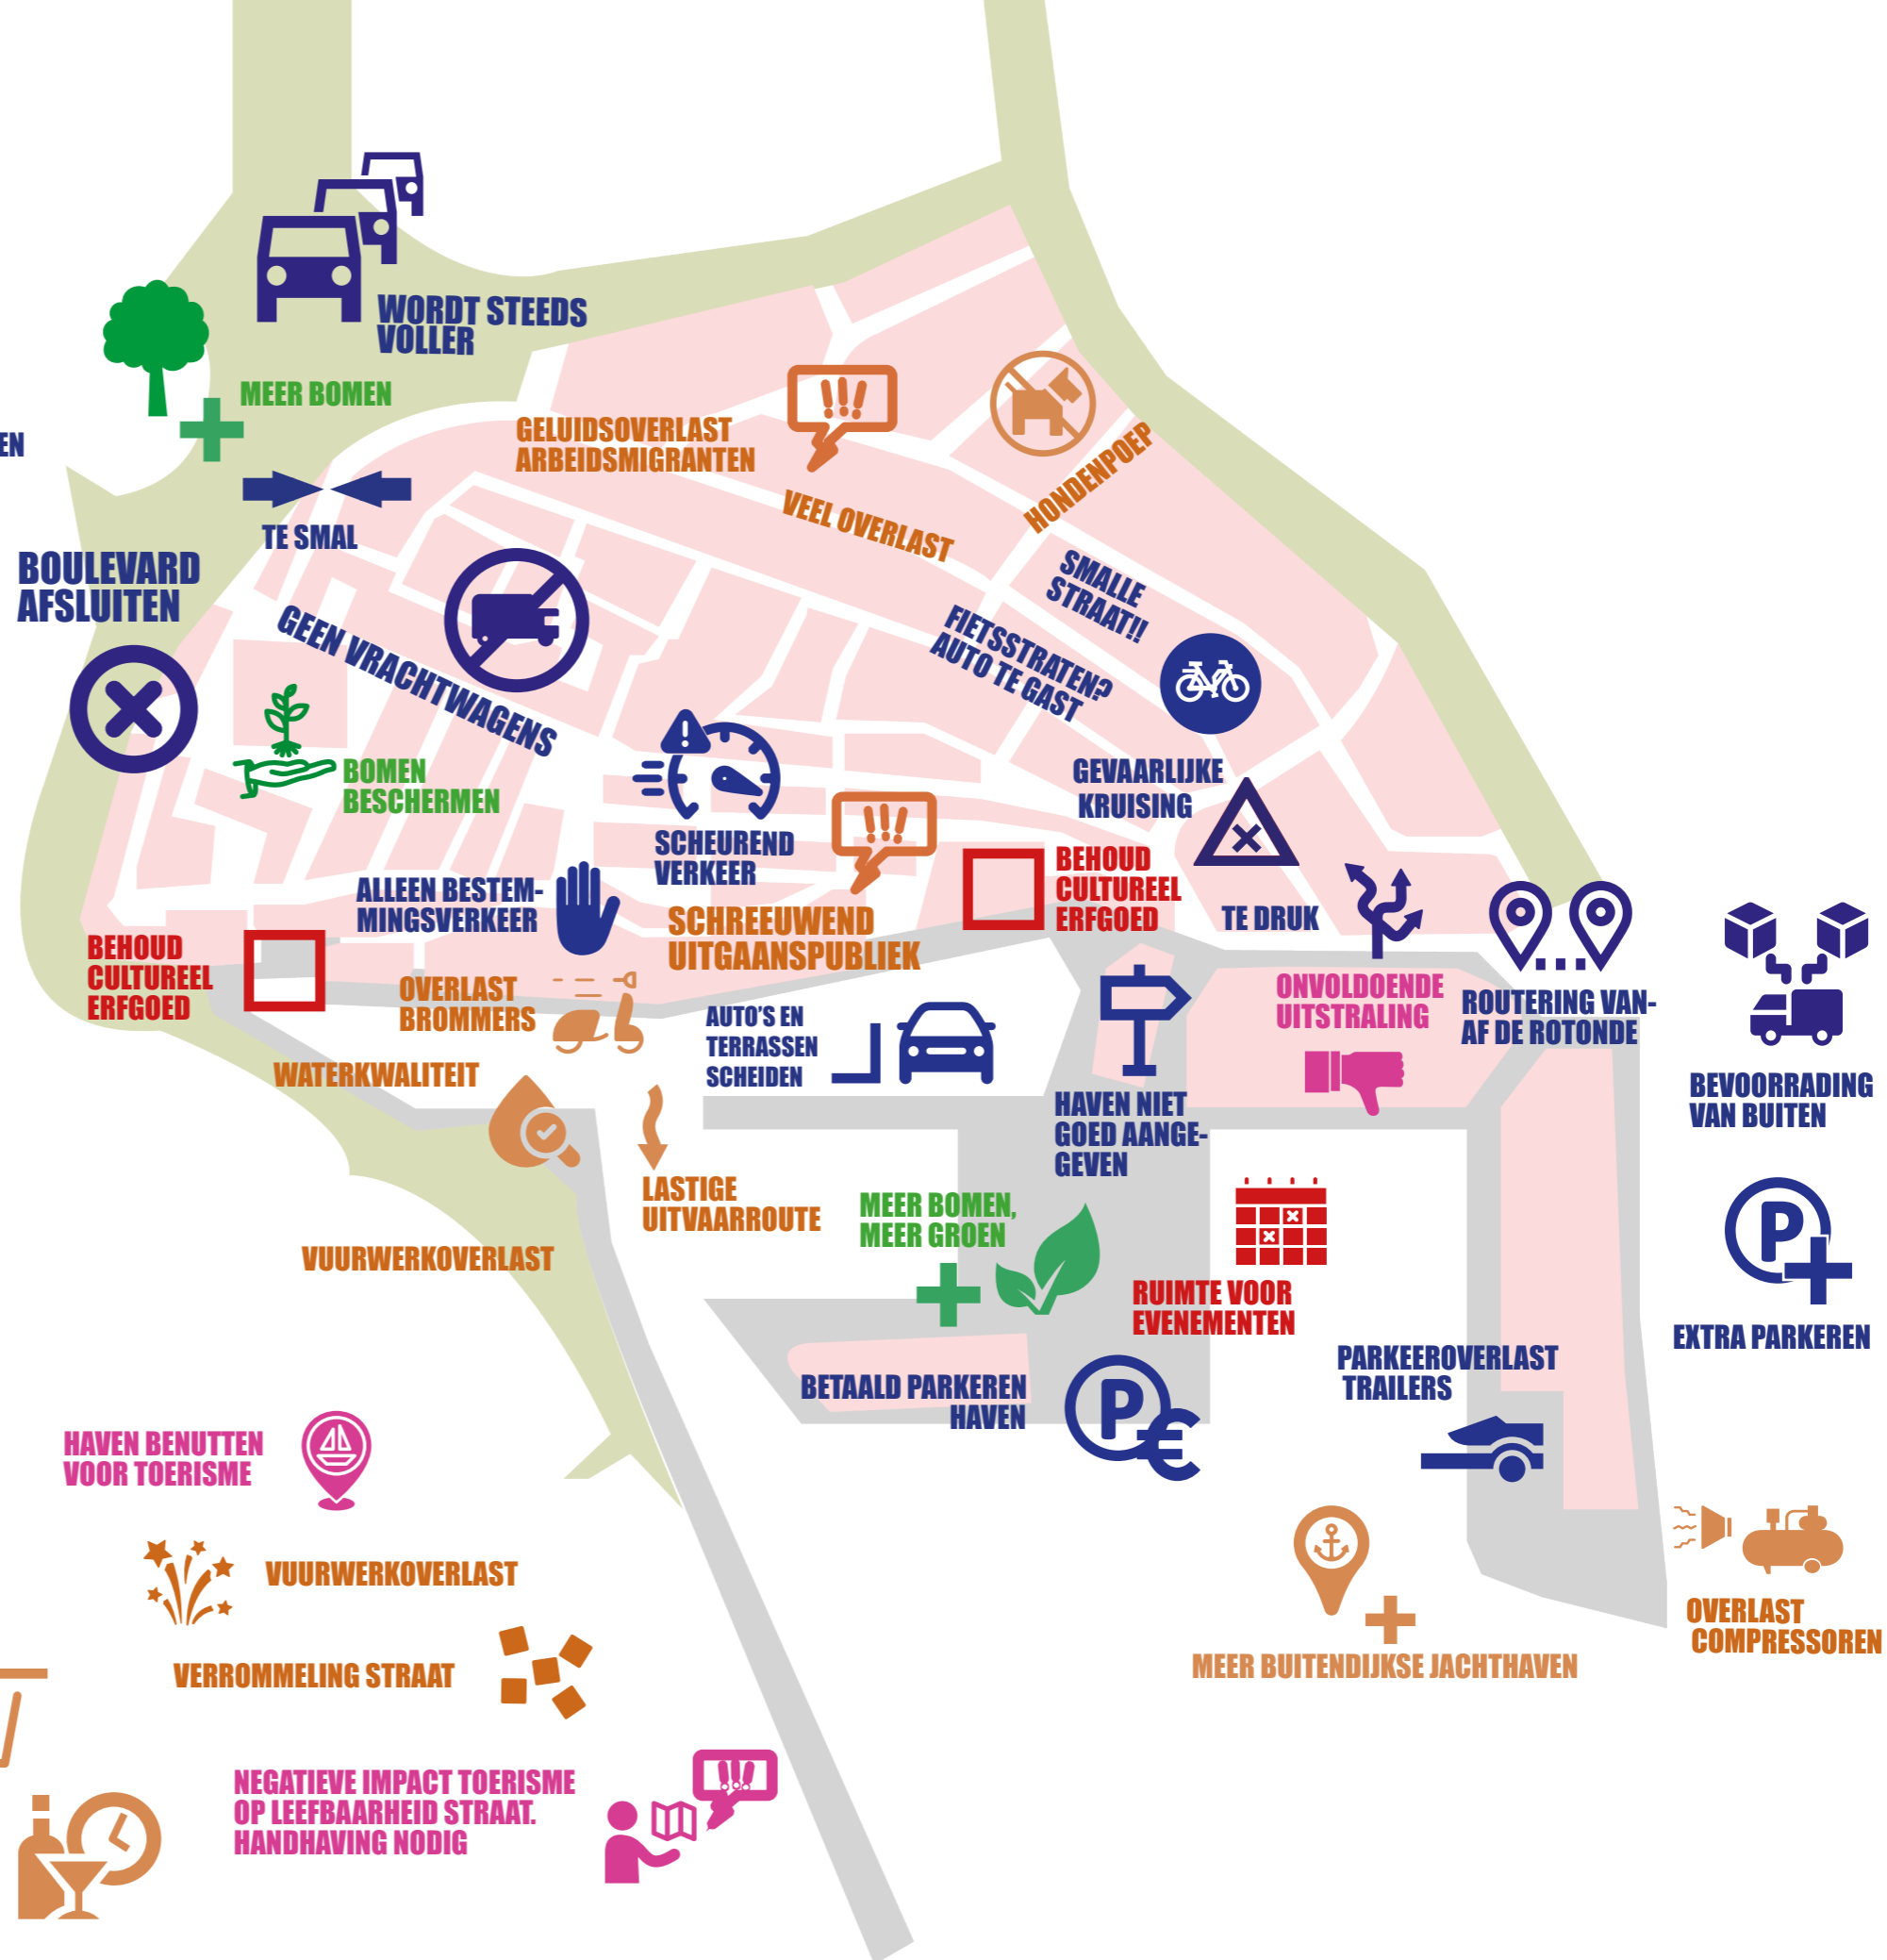 WORDT STEEDS
VOLLER
MEER BOMEN
EN
GELUIDSOVERLAST
ARBEIDSMIGRANTEN
!!!
HONDENPOEP
VEEL OVERLAST
TE SMAL
BOULEVARD
AFSLUITEN
SMALLE
STRAAT!!
GEEN VRACHTWAGENS
FIETSSTRATEN?
AUTO TE GAST
BOMEN
BESCHERMEN
GEVAARLIJKE
KRUISING
SCHEUREND
VERKEER
!!!
BEHOUD
CULTUREEL
ERFGOED
ALLEEN BESTEM-
MINGSVERKEER
SCHREEUWEND
UITGAANSPUBLIEK
TE DRUK
BEHOUD
CULTUREEL
ERFGOED
OVERLAST
BROMMERS
ONVOLDOENDE
UITSTRALING
ROUTERING VAN-
AF DE ROTONDE
AUTO'S EN
TERRASSEN
SCHEIDEN
WATERKWALITEIT
BEVOORRADING
VAN BUITEN
HAVEN NIET
GOED AANGE-
GEVEN
LASTIGE
UITVAARROUTE
MEER BOMEN,
MEER GROEN
P
VUURWERKOVERLAST
RUIMTE VOOR
EVENEMENTEN
EXTRA PARKEREN
PARKEEROVERLAST
TRAILERS
BETAALD PARKEREN
HAVEN
P€
HAVEN BENUTTEN
VOOR TOERISME
VUURWERKOVERLAST
OVERLAST
COMPRESSOREN
MEER BUITENDIJKSE JACHTHAVEN
VERROMMELING STRAAT
NEGATIEVE IMPACT TOERISME
OP LEEFBAARHEID STRAAT.
HANDHAVING NODIG
!!!